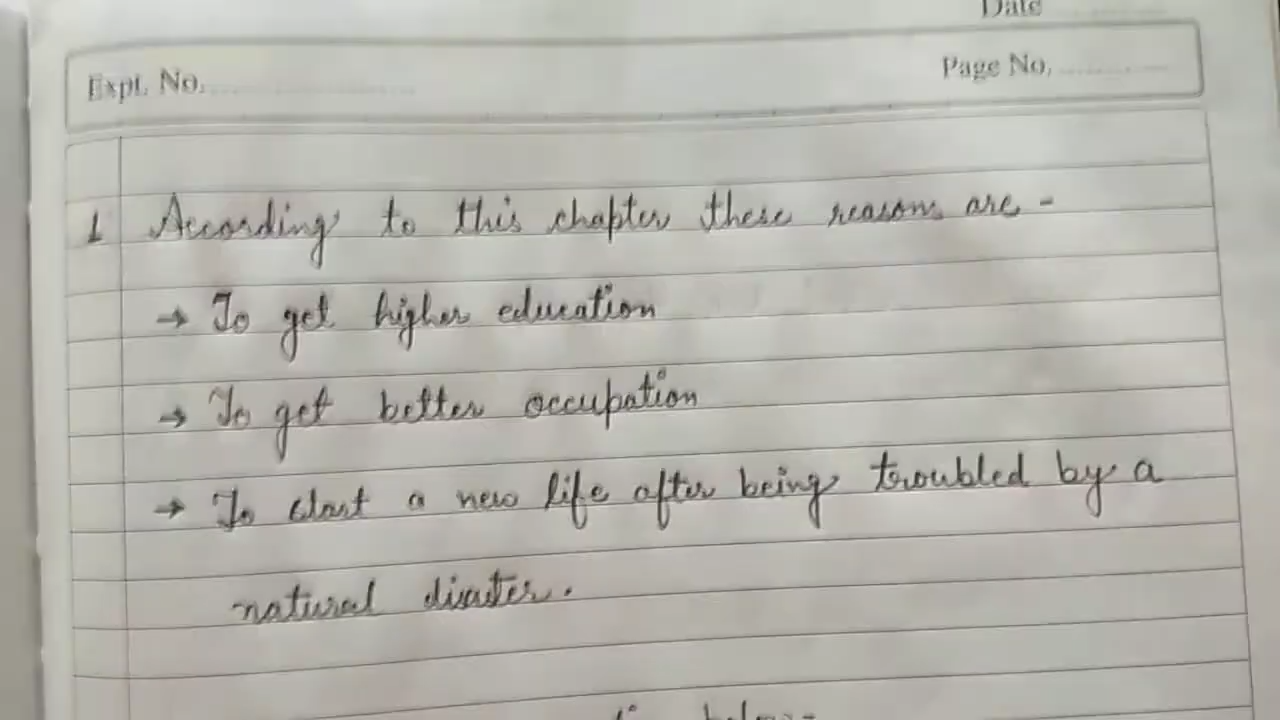 Date
Expt. No.
Page No.
1 According to this chapter these reasons are -
→ To get higher education
→ To get better occupation
→ To start a new life after being troubled by a
natural disaster.